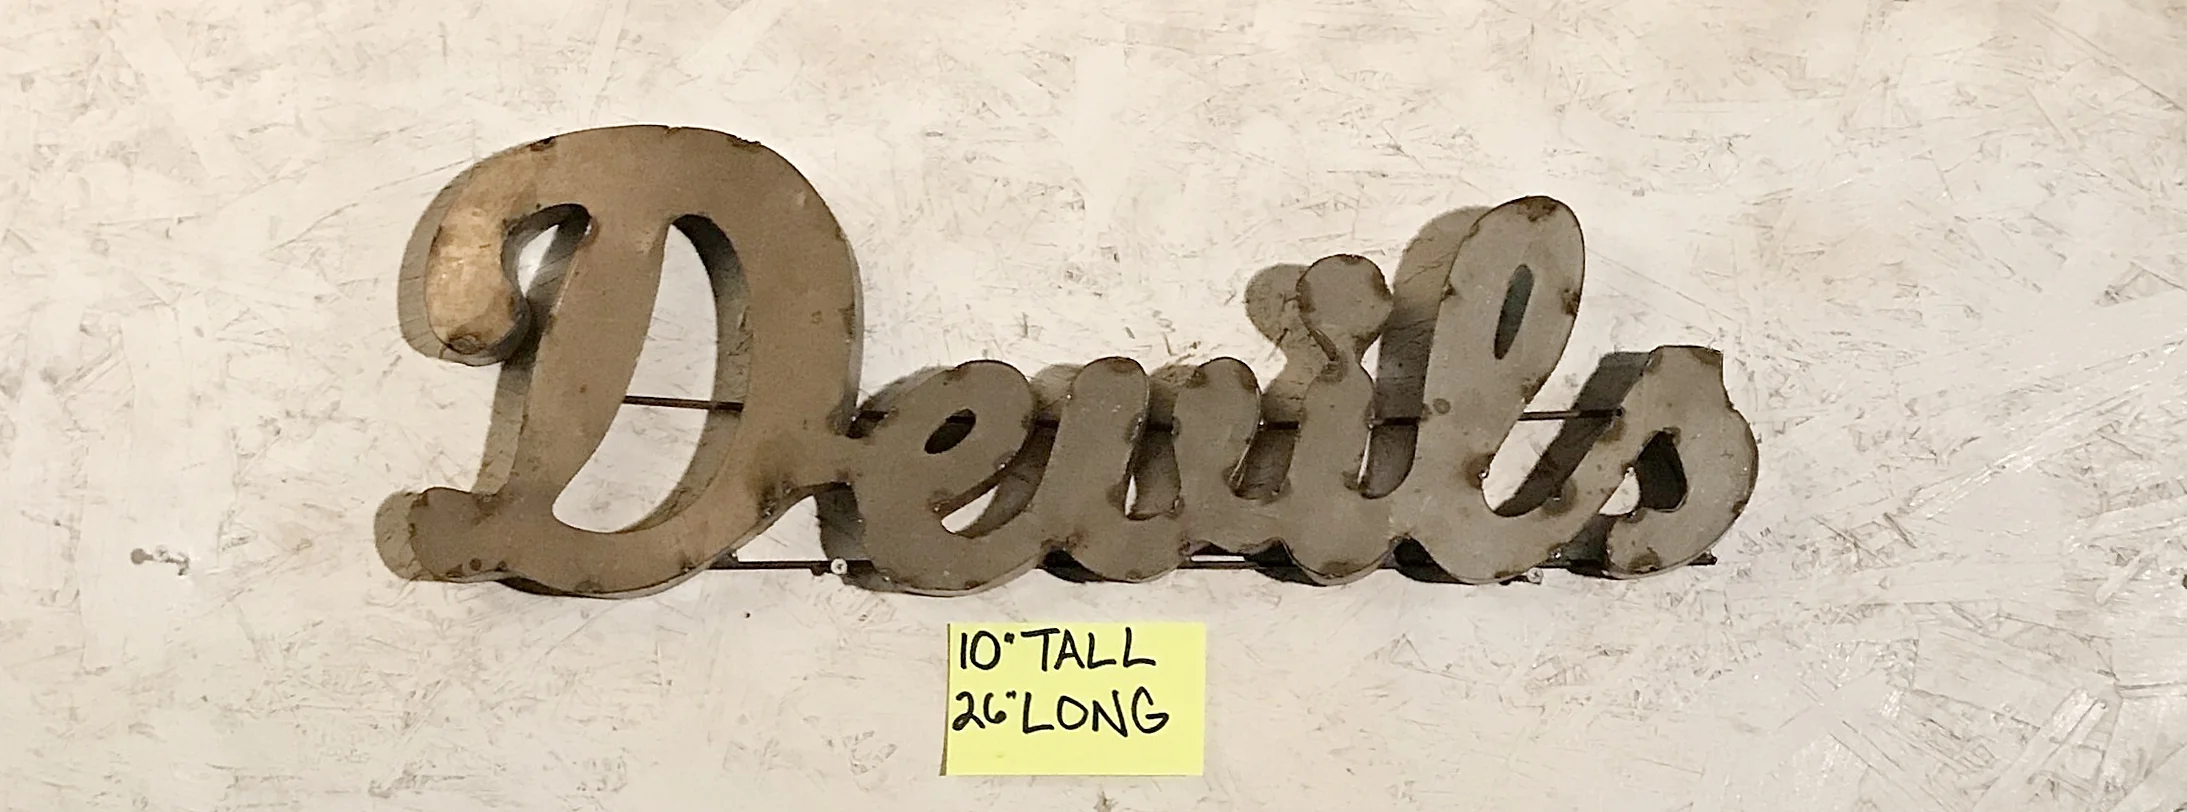 Devils
10" TALL
26" LONG